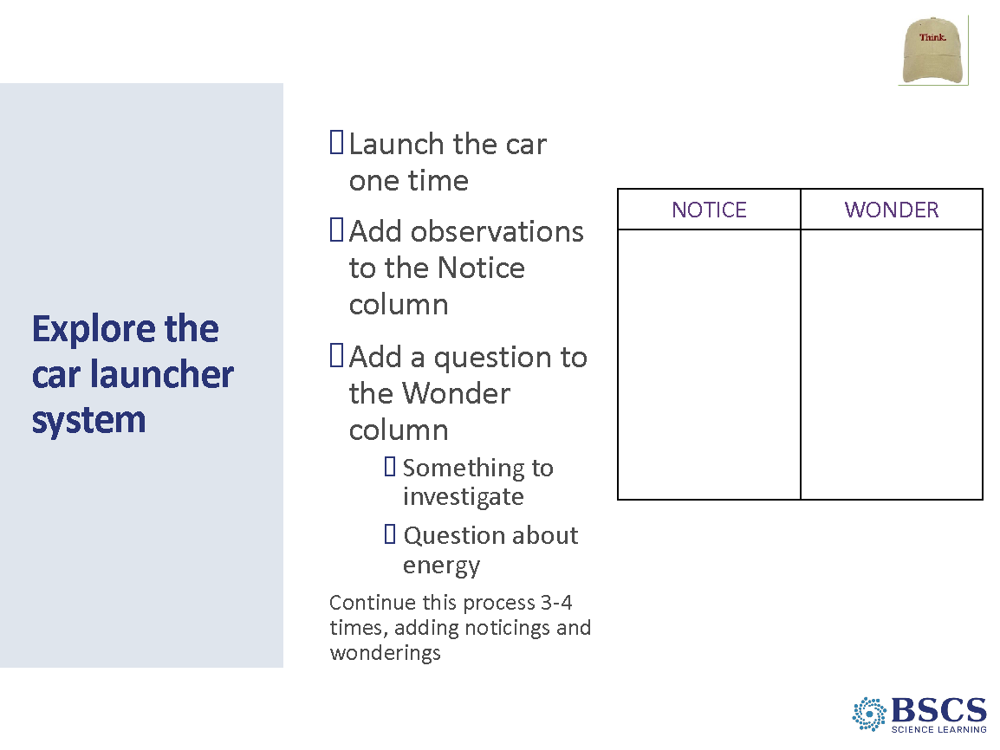 Think.
Explore the
car launcher
system
Launch the car
one time
Add observations
to the Notice
column
Add a question to
the Wonder
column
Something to
investigate
Question about
energy
Continue this process 3-4
times, adding noticings and
wonderings
NOTICE WONDER
BSCS
SCIENCE LEARNING